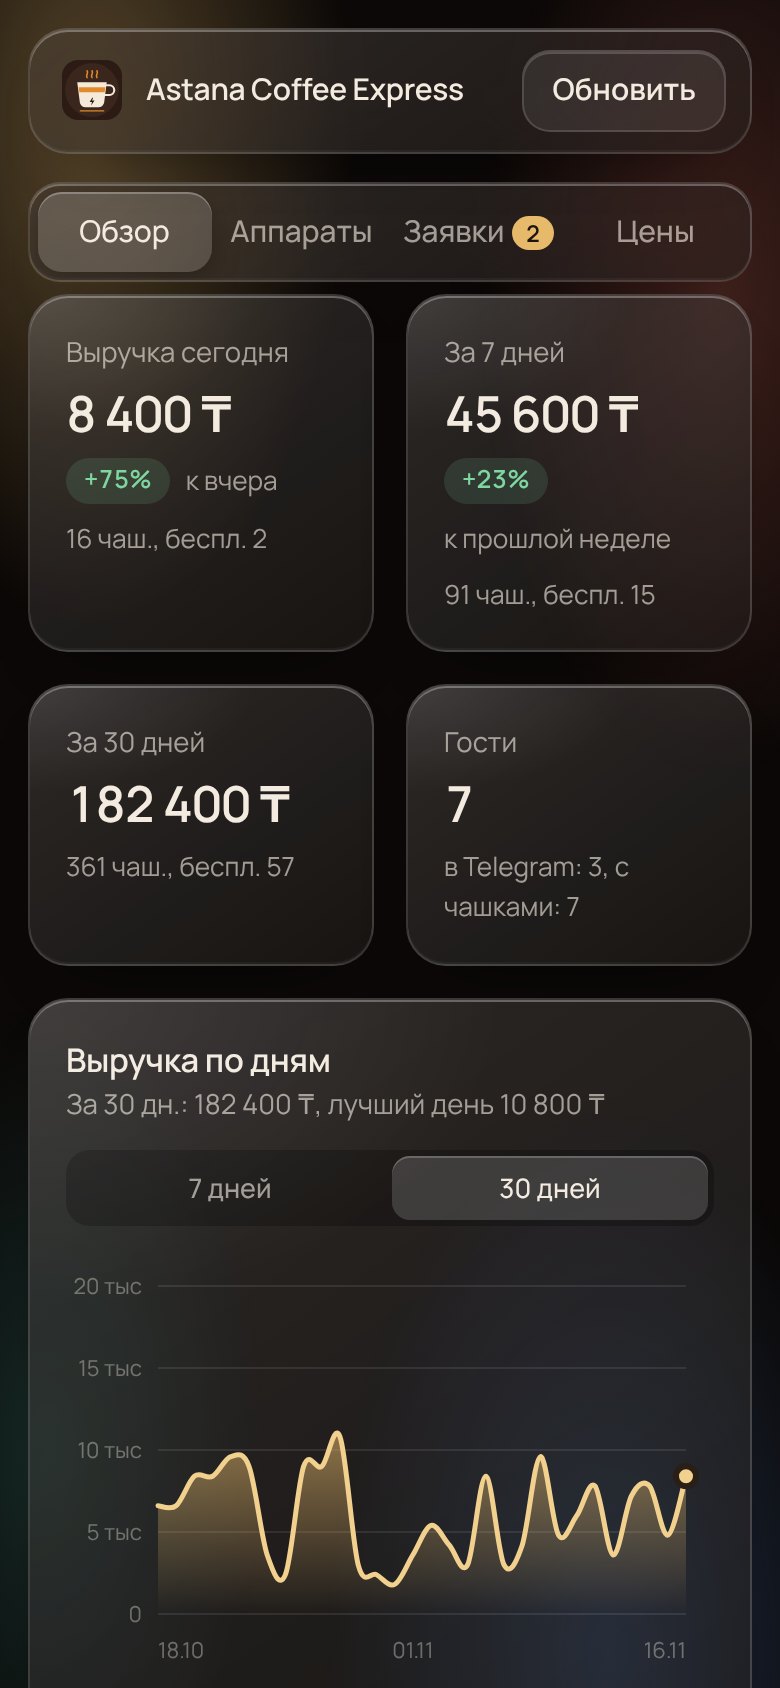 Astana Coffee Express
Обновить
Обзор
Аппараты
Заявки 2
Цены
Выручка сегодня
8 400 ₸
+75% к вчера
16 чаш., беспл. 2
За 7 дней
45 600 ₸
+23%
к прошлой неделе
91 чаш., беспл. 15
За 30 дней
182 400 ₸
361 чаш., беспл. 57
Гости
7
в Telegram: 3, с
чашками: 7
Выручка по дням
За 30 дн.: 182 400 ₸, лучший день 10 800 ₸
7 дней
30 дней
20 тыс
15 тыс
10 тыс
5 тыс
0
18.10
01.11
16.11